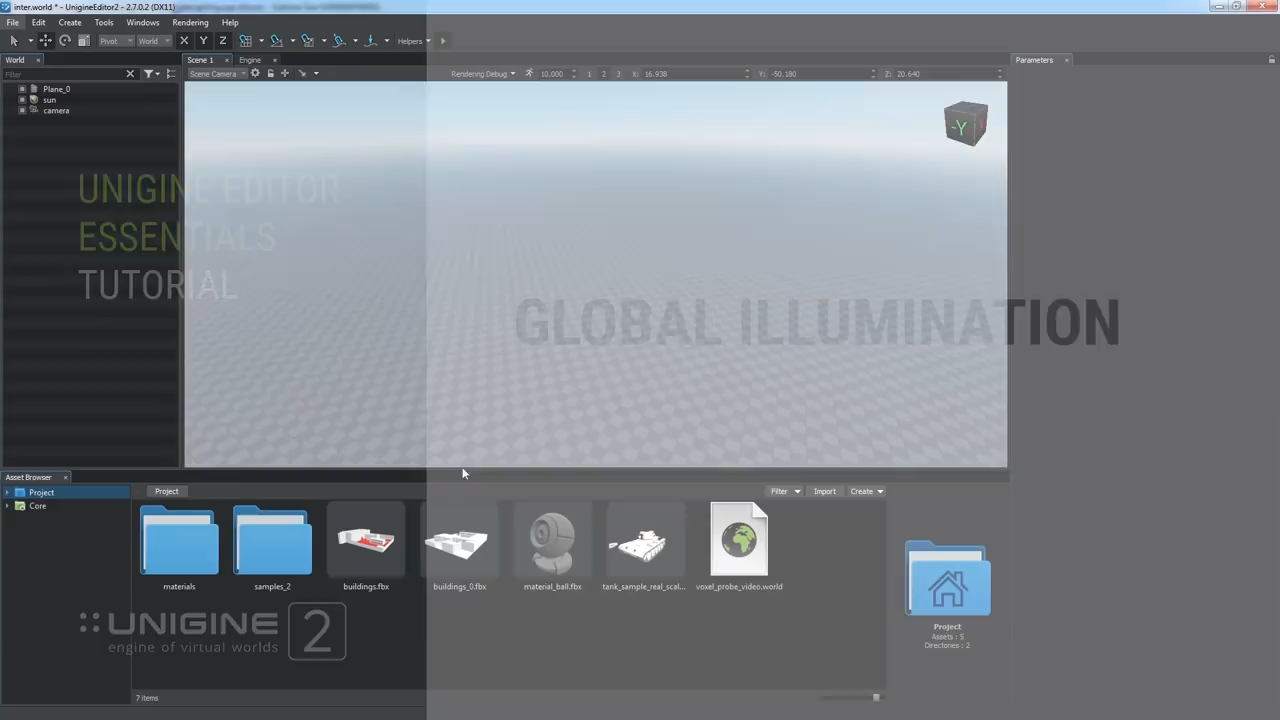 inter.world * - UnigineEditor2 - 2.7.0.2 (DX11)
File Edit Create Tools Windows Rendering Help
Pivot World X Y Z Helpers
World Scene 1 Engine Parameters
Filter Scene Camera Rendering Debug 10.000 1 2 3 X: 16.938 Y: -50.180 Z: 20.640
Plane_0
sun
camera
-Y
UNIGINE EDITOR
ESSENTIALS
TUTORIAL
GLOBAL ILLUMINATION
Asset Browser
Project Project Filter Import Create
Core
materials samples_2 buildings.fbx buildings_0.fbx material_ball.fbx tank_sample_real_scal... voxel_probe_video.world
UNIGINE 2
engine of virtual worlds
Project
Assets : 5
Directories : 2
7 items